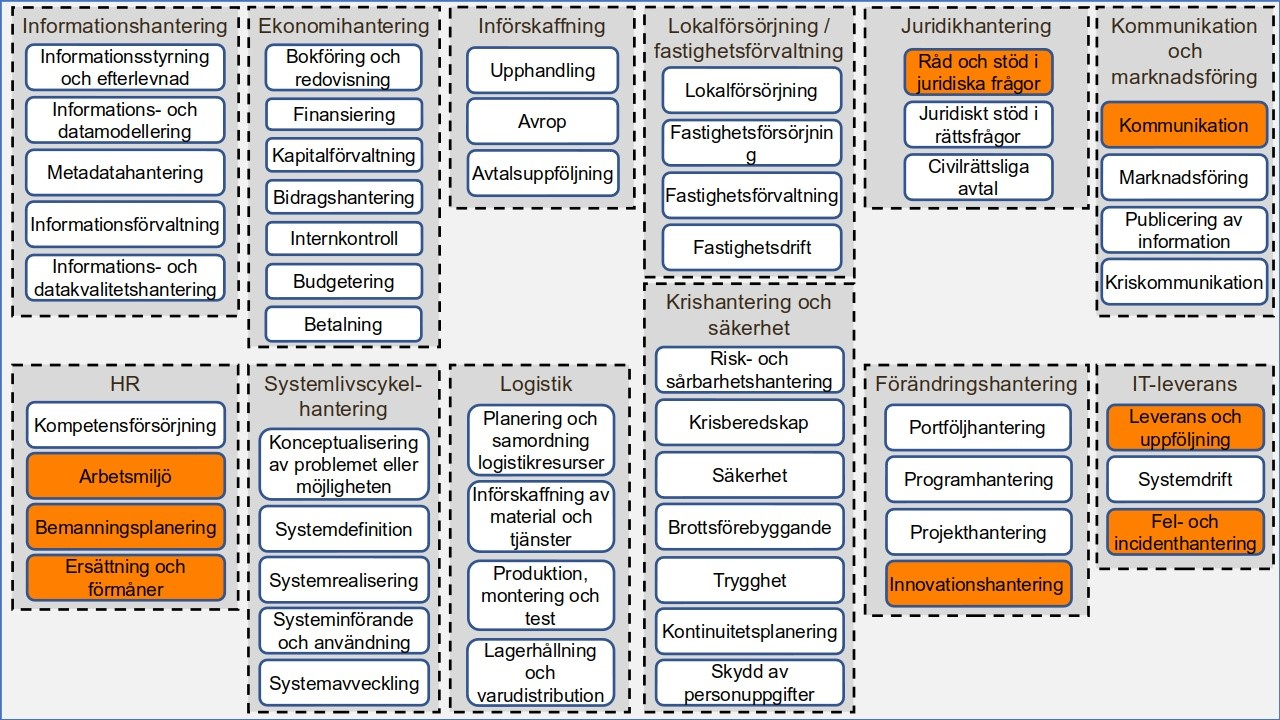 Informationshantering
Informationsstyrning
och efterlevnad
Informations- och
datamodellering
Metadatahantering
Informationsförvaltning
Informations- och
datakvalitetshantering
Ekonomihantering
Bokföring och
redovisning
Finansiering
Kapitalförvaltning
Bidragshantering
Internkontroll
Budgetering
Betalning
Införskaffning
Upphandling
Avrop
Avtalsuppföljning
Lokalförsörjning /
fastighetsförvaltning
Lokalförsörjning
Fastighetsförsörjnin
g
Fastighetsförvaltning
Fastighetsdrift
Juridikhantering
Råd och stöd i
juridiska frågor
Juridiskt stöd i
rättsfrågor
Civilrättsliga
avtal
Kommunikation
och
marknadsföring
Kommunikation
Marknadsföring
Publicering av
information
Kriskommunikation
HR
Kompetensförsörjning
Arbetsmiljö
Bemanningsplanering
Ersättning och
förmåner
Systemlivscykel-
hantering
Konceptualisering
av problemet eller
möjligheten
Systemdefinition
Systemrealisering
Systeminförande
och användning
Systemavveckling
Logistik
Planering och
samordning
logistikresurser
Införskaffning av
material och
tjänster
Produktion,
montering och
test
Lagerhållning
och
varudistribution
Krishantering och
säkerhet
Risk- och
sårbarhetshantering
Krisberedskap
Säkerhet
Brottsförebyggande
Trygghet
Kontinuitetsplanering
Skydd av
personuppgifter
Förändringshantering
Portföljhantering
Programhantering
Projekthantering
Innovationshantering
IT-leverans
Leverans och
uppföljning
Systemdrift
Fel- och
incidenthantering